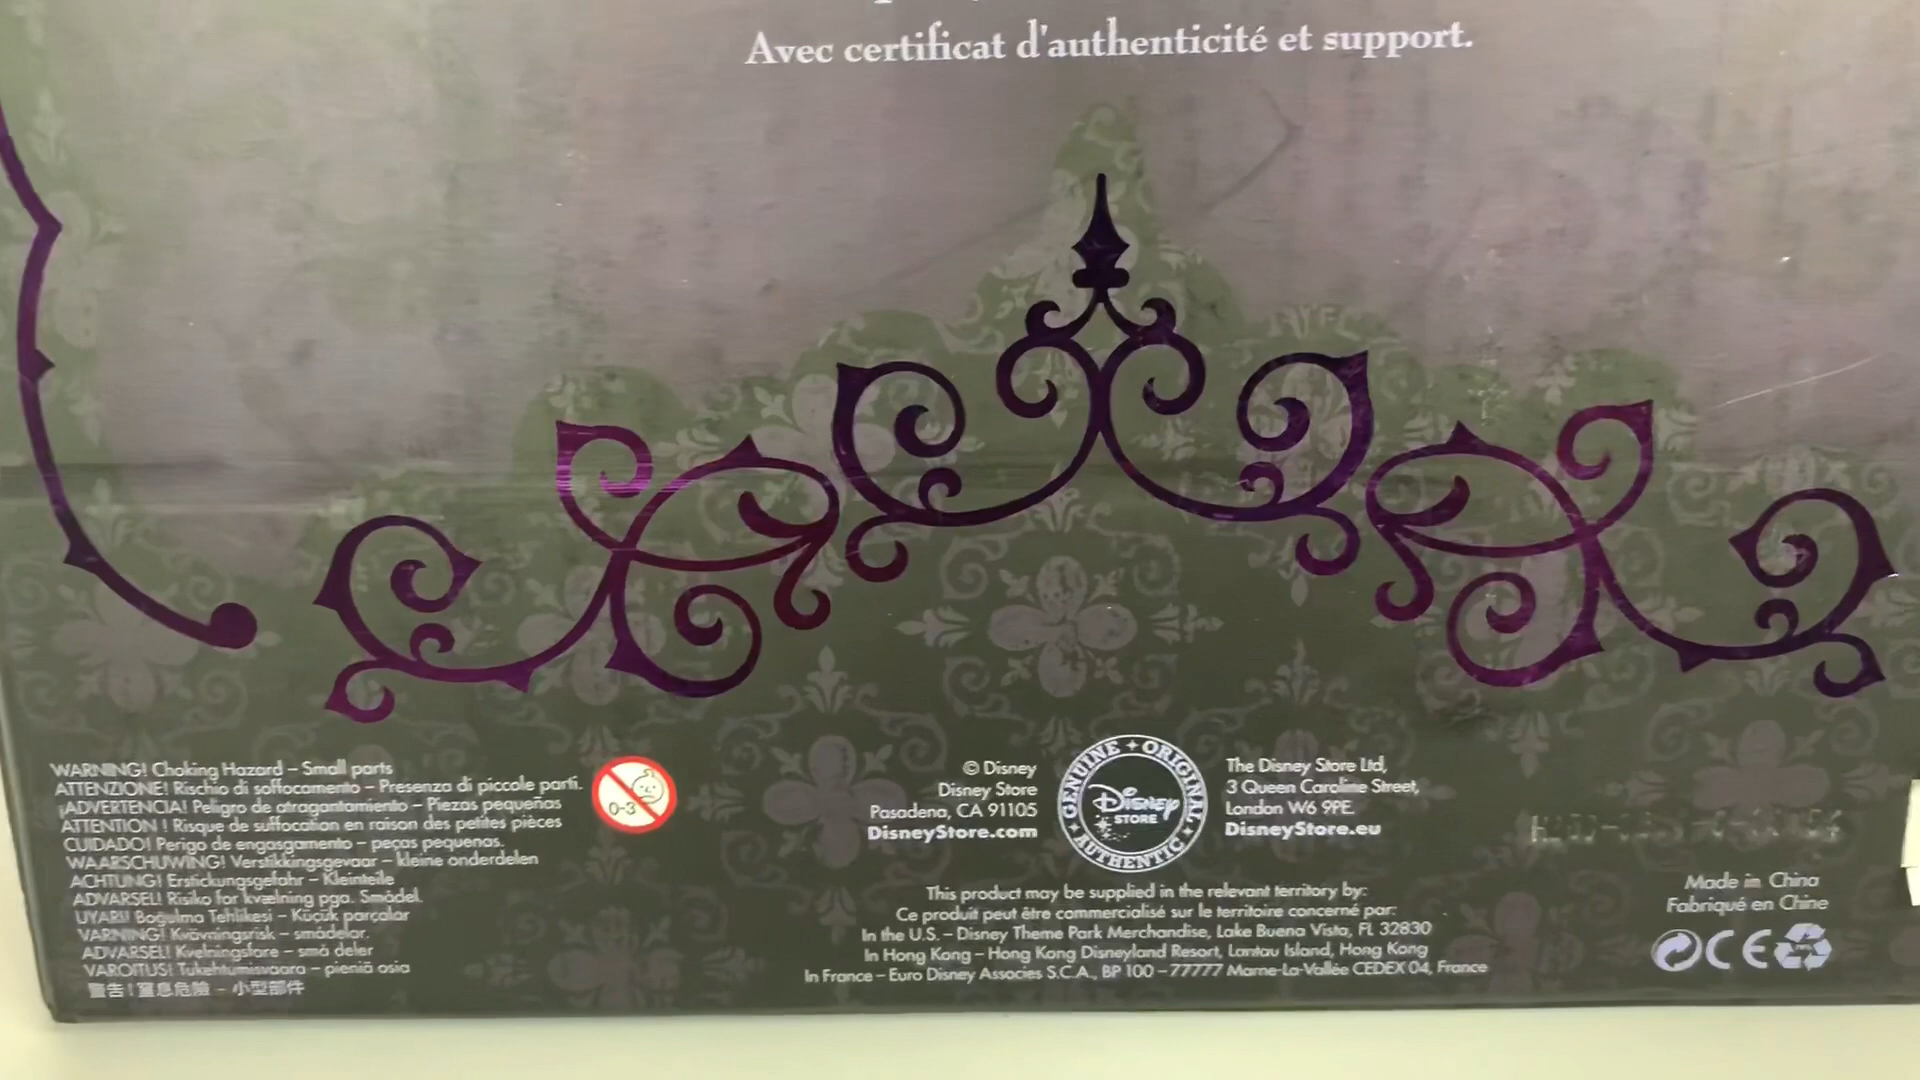 Avec certificat d'authenticité et support.
WARNING! Choking Hazard – Small parts
ATTENZIONE! Rischio di soffocamento – Presenza di piccole parti.
¡ADVERTENCIA! Peligro de atragantamiento – Piezas pequeñas
ATTENTION ! Risque de suffocation en raison des petites pièces
CUIDADO! Perigo de engasgamento – peças pequenas.
WAARSCHUWING! Verstikkingsgevaar – kleine onderdelen
ACHTUNG! Erstickungsgefahr – Kleinteile
ADVARSEL! Risiko for kvælning pga. Smådel.
UYARI! Boğulma Tehlikesi – Küçük parçalar
VARNING! Kvävningsrisk – smådelar.
ADVARSEL! Kvelningsfare – små deler
VAROITUS! Tukehtumisvaara – pieniä osia
警告！窒息危險 – 小型部件
0-3
© Disney
Disney Store
Pasadena, CA 91105
DisneyStore.com
GENUINE ORIGINAL AUTHENTIC
Disney
STORE
The Disney Store Ltd,
3 Queen Caroline Street,
London W6 9PE
DisneyStore.eu
This product may be supplied in the relevant territory by:
Ce produit peut être commercialisé sur le territoire concerné par:
In the U.S. – Disney Theme Park Merchandise, Lake Buena Vista, FL 32830
In Hong Kong – Hong Kong Disneyland Resort, Lantau Island, Hong Kong
In France – Euro Disney Associes S.C.A., BP 100 – 77777 Marne-La-Vallée CEDEX 04, France
Made in China
Fabriqué en Chine
CE